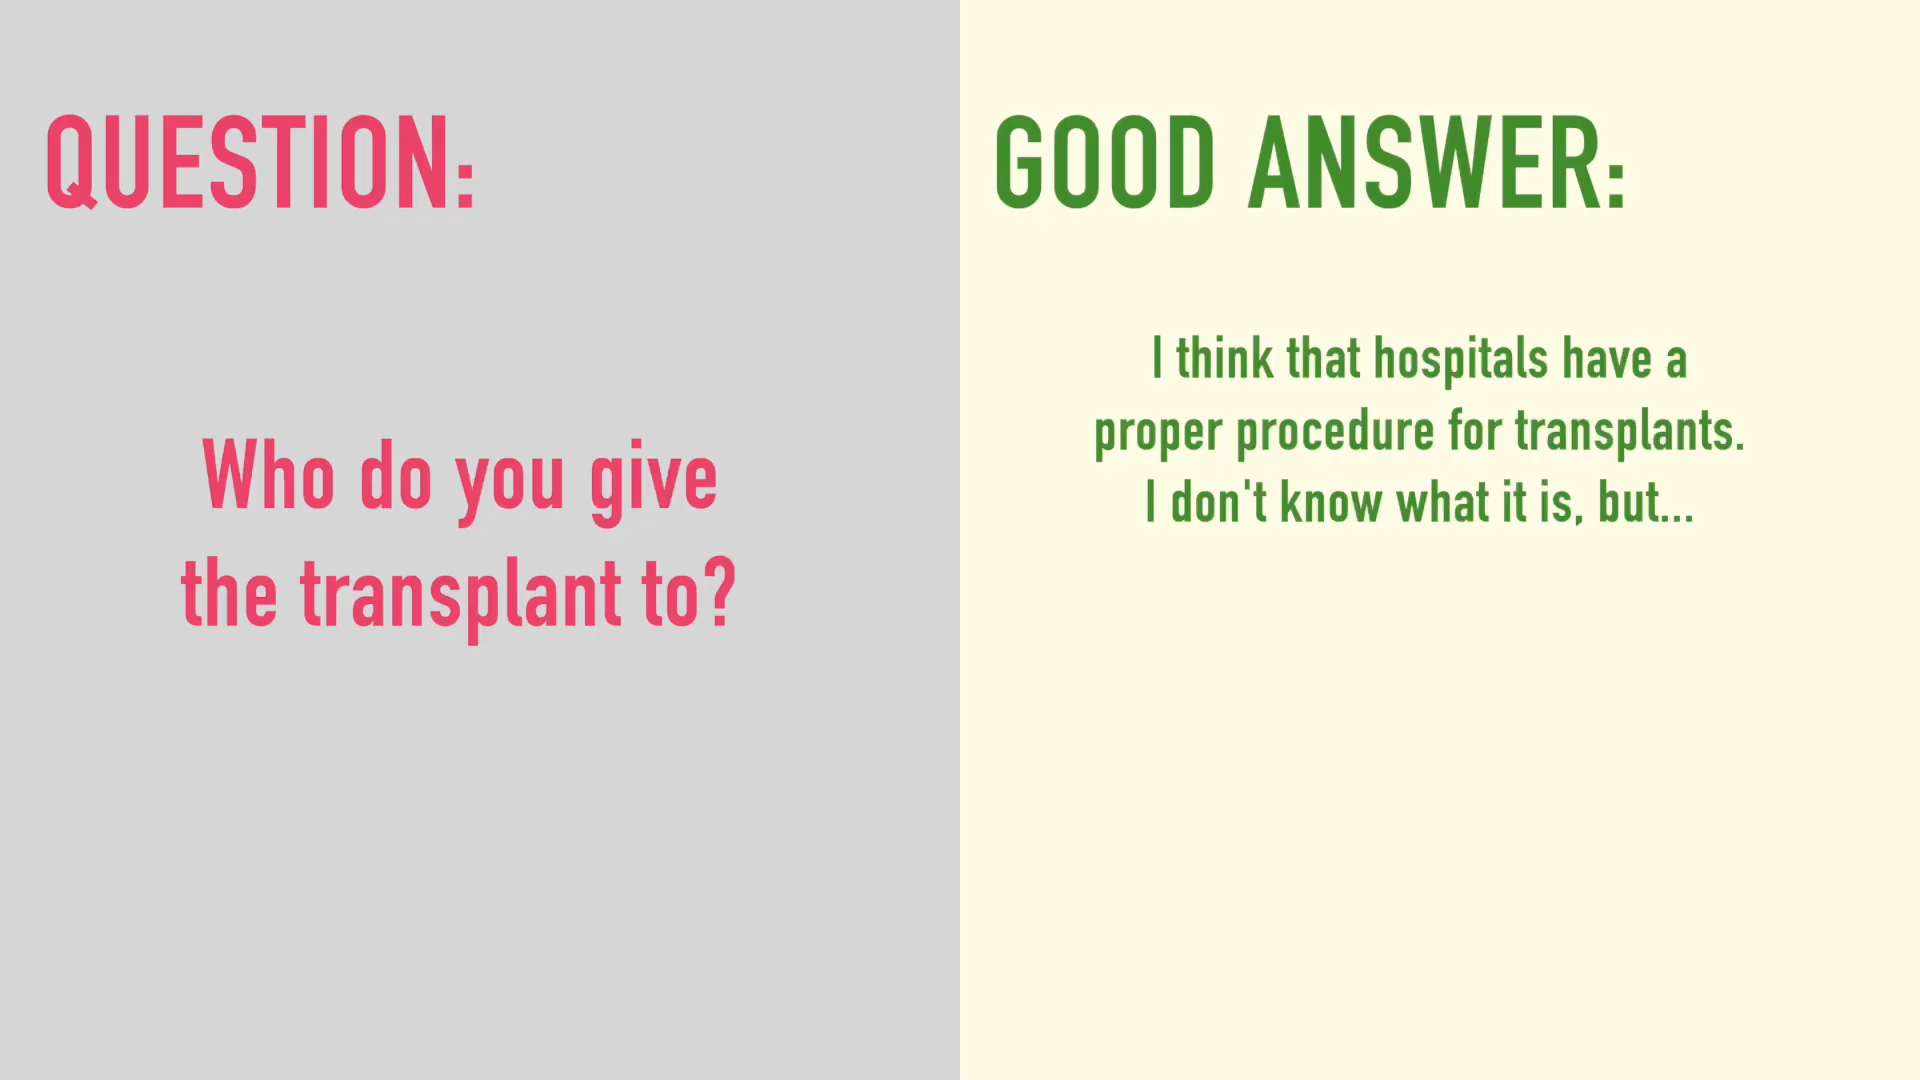 QUESTION:
Who do you give
the transplant to?
GOOD ANSWER:
I think that hospitals have a
proper procedure for transplants.
I don't know what it is, but...